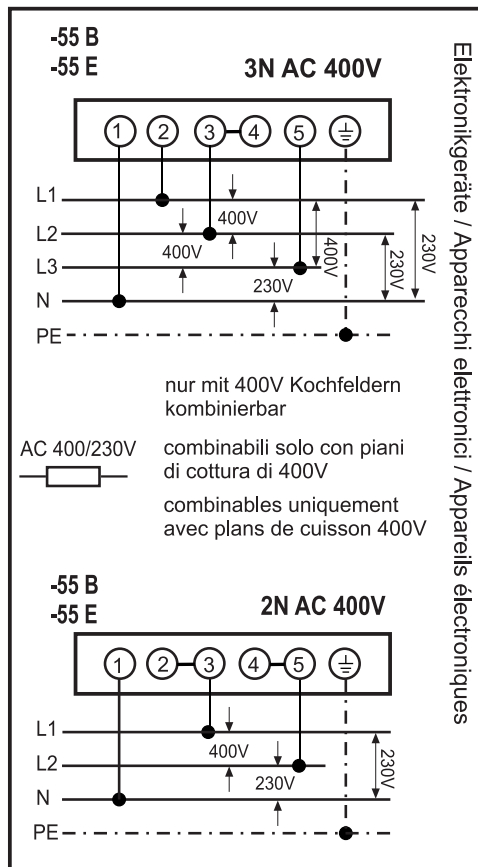 -55 B
-55 E
3N AC 400V
1 2 3 4 5
L1
400V
L2
400V
400V
230V
230V
L3
230V
N
PE
nur mit 400V Kochfeldern
kombinierbar
AC 400/230V
combinabili solo con piani
di cottura di 400V
combinables uniquement
avec plans de cuisson 400V
-55 B
-55 E
2N AC 400V
1 2 3 4 5
L1
400V
230V
L2
230V
N
PE
Elektronikgeräte / Apparecchi elettronici / Appareils électroniques